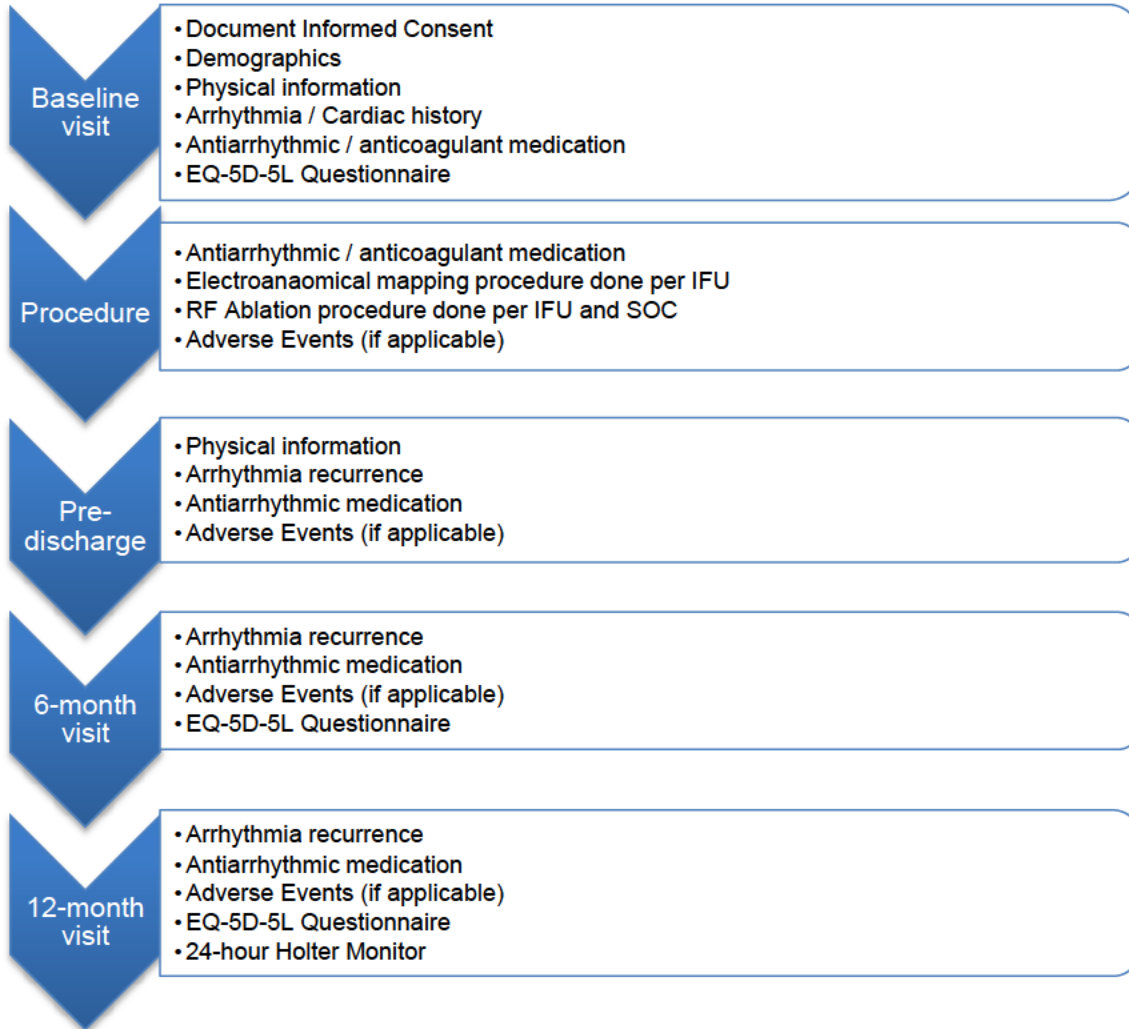 Baseline
visit
• Document Informed Consent
• Demographics
• Physical information
• Arrhythmia / Cardiac history
• Antiarrhythmic / anticoagulant medication
• EQ-5D-5L Questionnaire
Procedure
• Antiarrhythmic / anticoagulant medication
• Electroanaomical mapping procedure done per IFU
• RF Ablation procedure done per IFU and SOC
• Adverse Events (if applicable)
Pre-
discharge
• Physical information
• Arrhythmia recurrence
• Antiarrhythmic medication
• Adverse Events (if applicable)
6-month
visit
• Arrhythmia recurrence
• Antiarrhythmic medication
• Adverse Events (if applicable)
• EQ-5D-5L Questionnaire
12-month
visit
• Arrhythmia recurrence
• Antiarrhythmic medication
• Adverse Events (if applicable)
• EQ-5D-5L Questionnaire
• 24-hour Holter Monitor